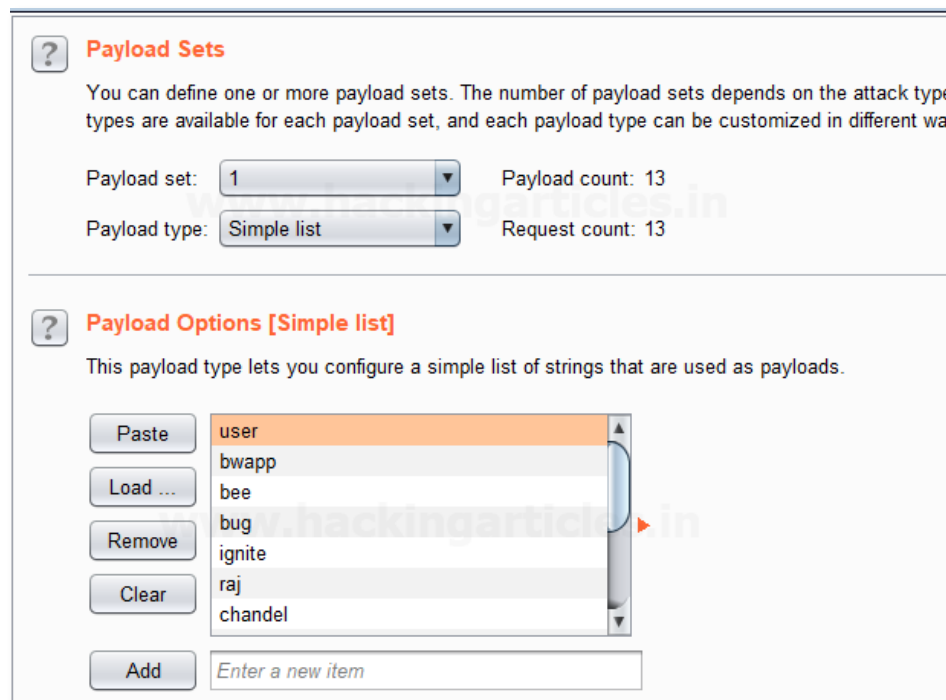 Payload Sets
You can define one or more payload sets. The number of payload sets depends on the attack type
types are available for each payload set, and each payload type can be customized in different wa
Payload set: 1 Payload count: 13
www.hackingarticles.in
Payload type: Simple list Request count: 13
Payload Options [Simple list]
This payload type lets you configure a simple list of strings that are used as payloads.
Paste user
bwapp
Load ... bee
www.hackingarticles.in
bug
Remove ignite
raj
Clear chandel
Add Enter a new item